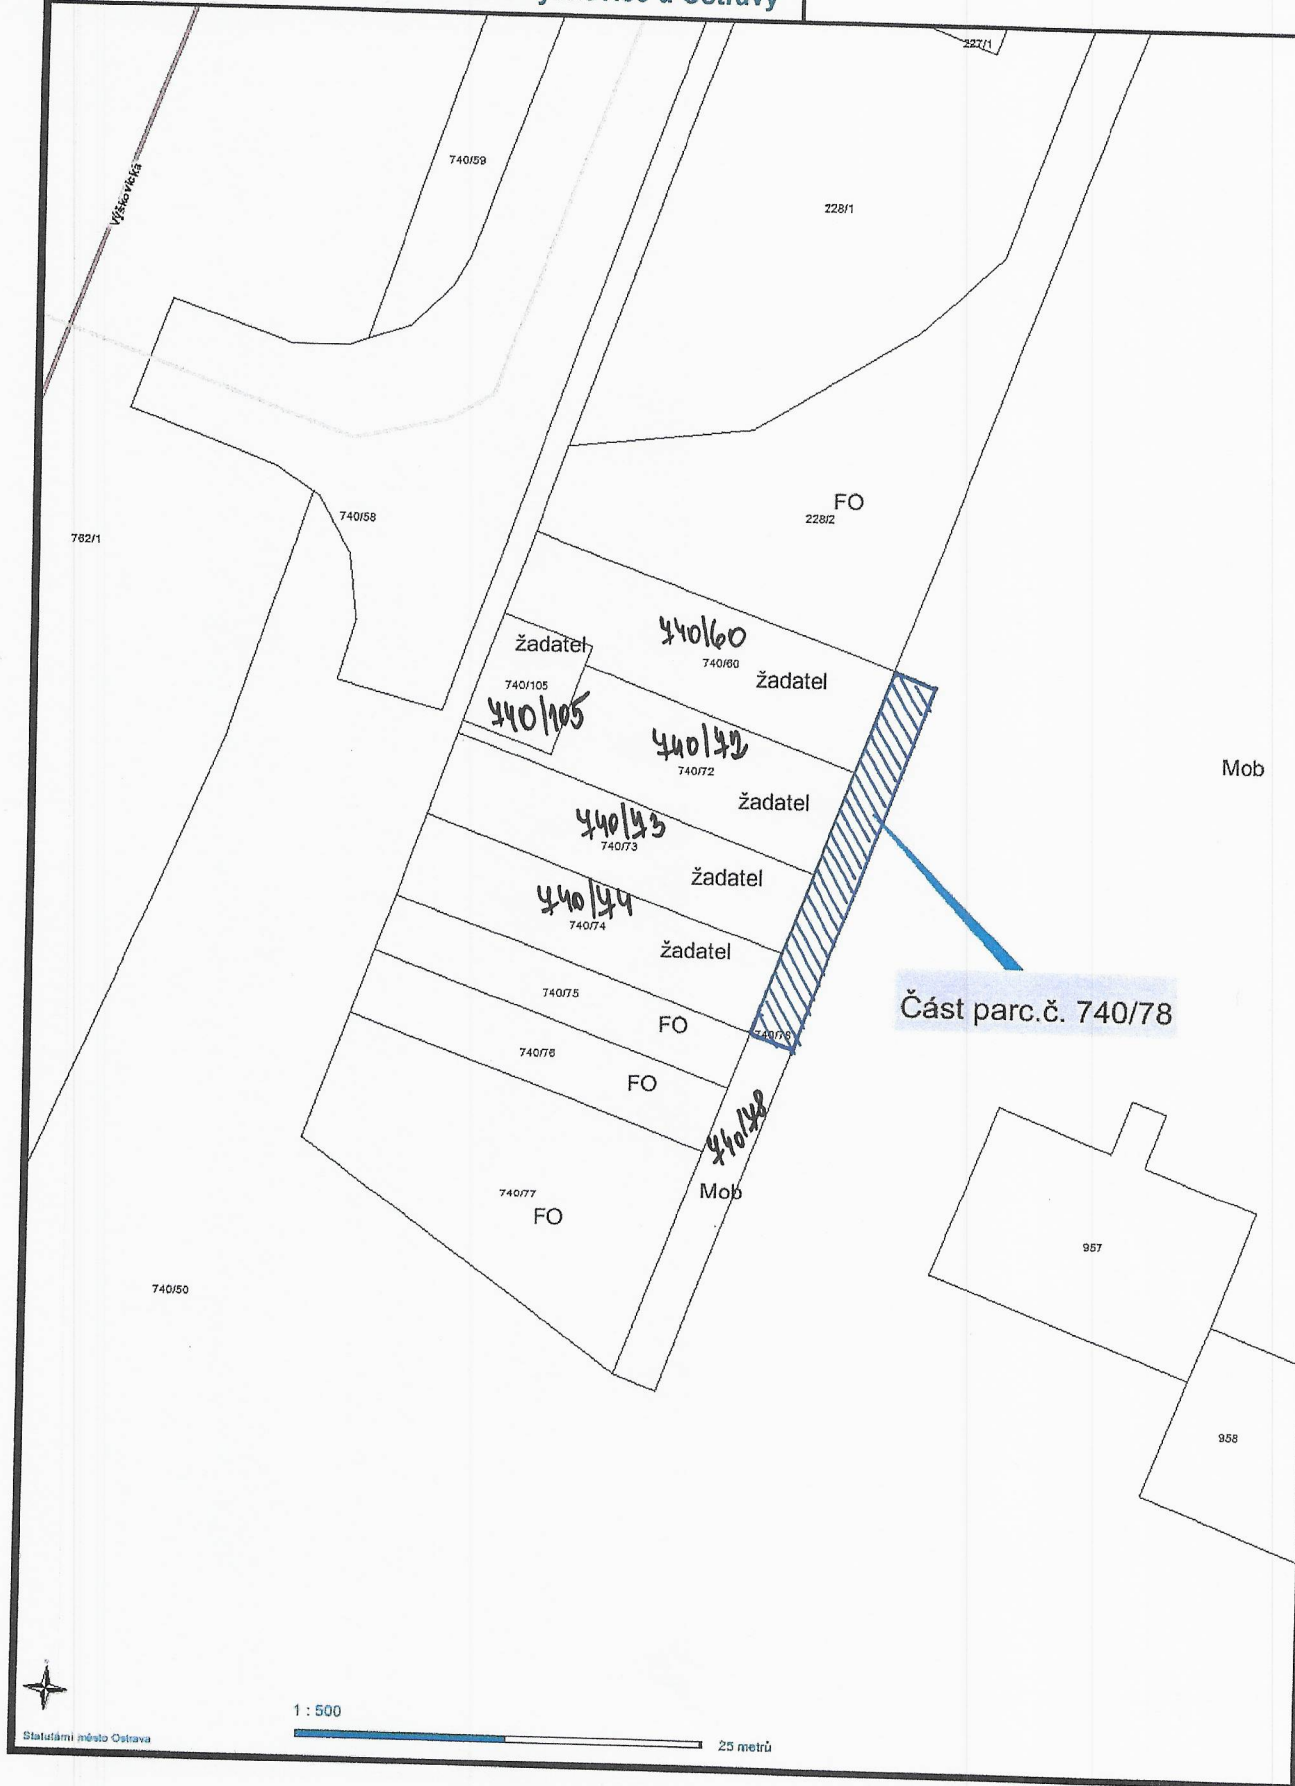 u Ostravy
227/1
740/59
Výškovická
228/1
FO
228/2
740/58
762/1
740/60
žadatel
740/60
žadatel
740/105
740/105
740/72
740/72
žadatel
Mob
740/73
740/73
žadatel
740/74
740/74
žadatel
740/75
FO
Část parc.č. 740/78
740/78
740/76
FO
740/78
Mob
740/77
FO
957
740/50
958
1 : 500
Statutární město Ostrava
25 metrů